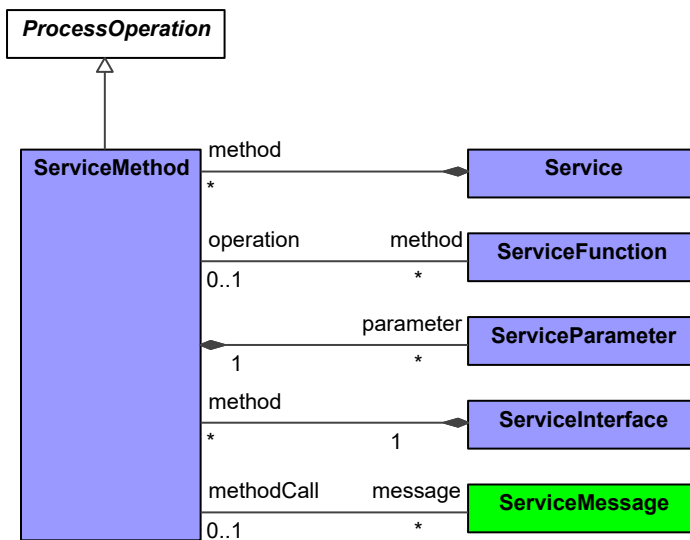 ProcessOperation
ServiceMethod
method
*
Service
operation
method
0..1
*
ServiceFunction
parameter
1
*
ServiceParameter
method
*
1
ServiceInterface
methodCall
message
0..1
*
ServiceMessage